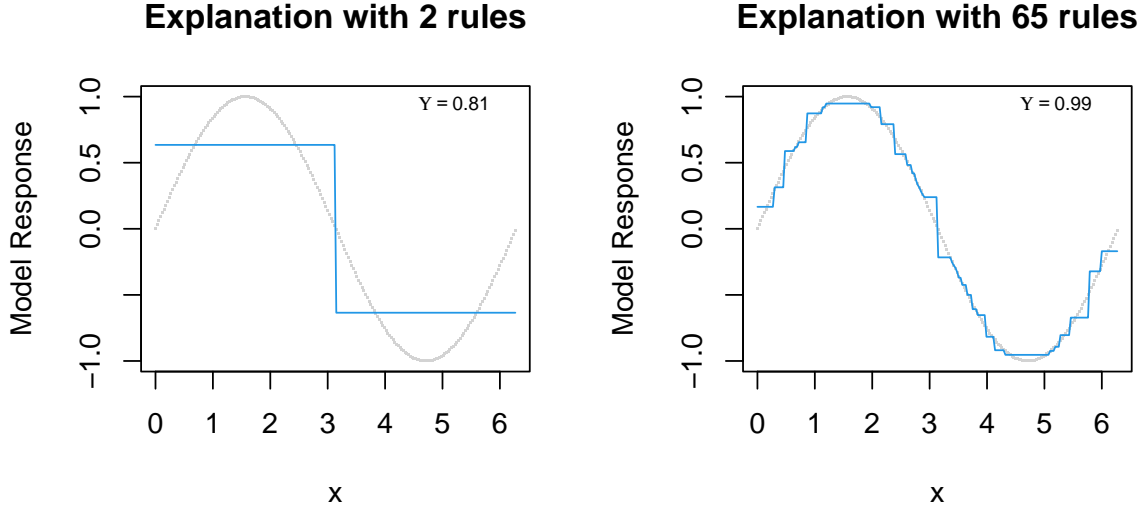 Explanation with 2 rules
Υ = 0.81
Model Response
1.0
0.5
0.0
−1.0
0 1 2 3 4 5 6
x
Explanation with 65 rules
Υ = 0.99
Model Response
1.0
0.5
0.0
−1.0
0 1 2 3 4 5 6
x